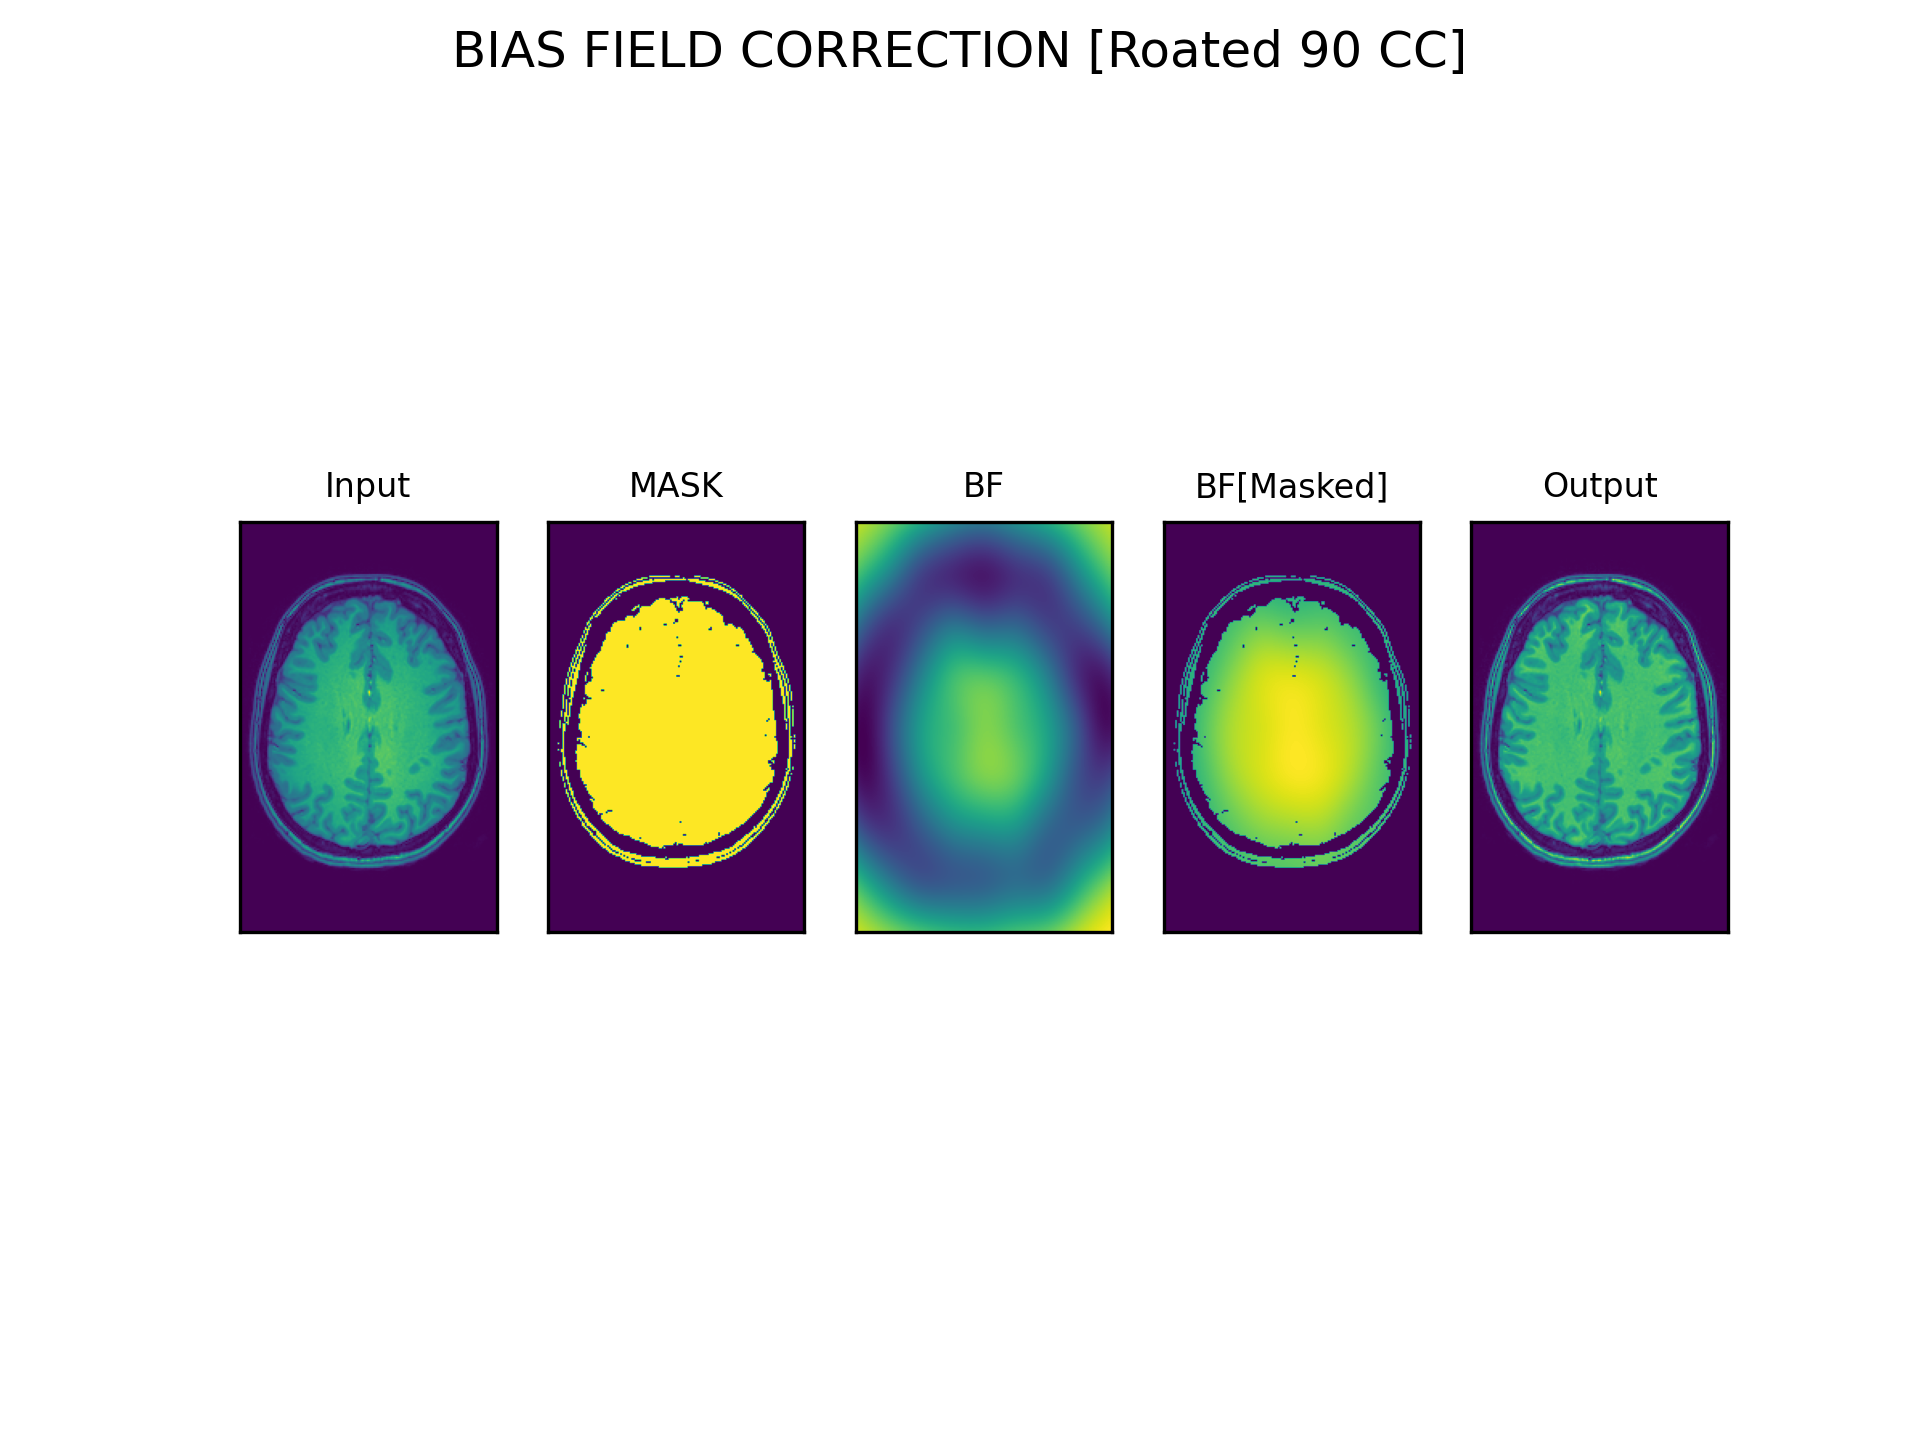 BIAS FIELD CORRECTION [Roated 90 CC]
Input
MASK
BF
BF[Masked]
Output